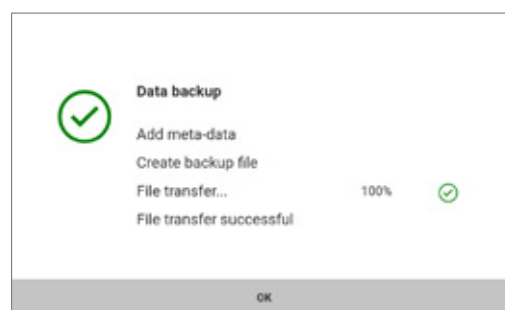 Data backup
Add meta-data
Create backup file
File transfer... 100%
File transfer successful
OK